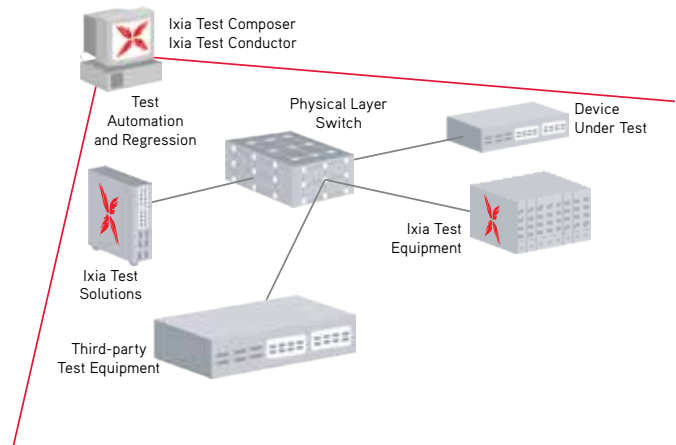 Ixia Test Composer
Ixia Test Conductor
Test
Automation
and Regression
Physical Layer
Switch
Device
Under Test
Ixia Test
Equipment
Ixia Test
Solutions
Third-party
Test Equipment